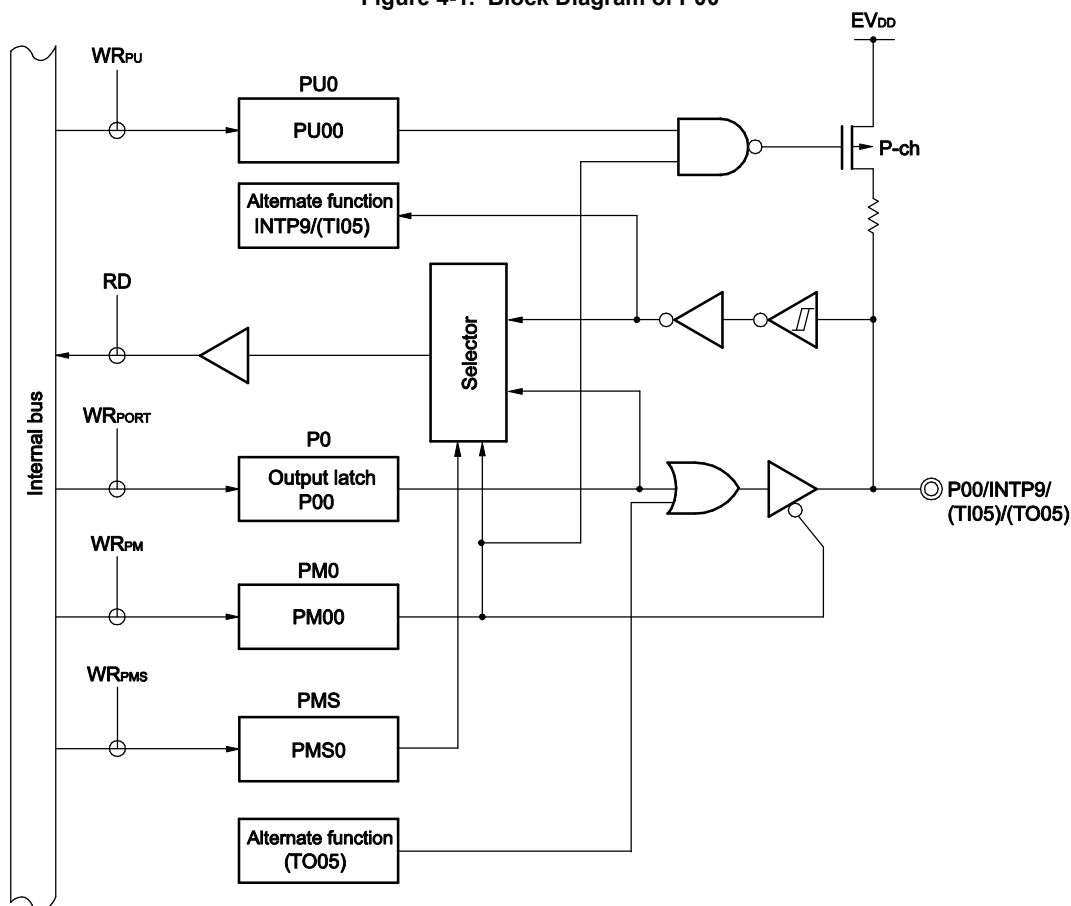 Figure 4-1. Block Diagram of P00
EVDD
WRPU
PU0
PU00
P-ch
Alternate function
INTP9/(TI05)
RD
Selector
Internal bus
WRPORT
P0
Output latch
P00
P00/INTP9/
(TI05)/(TO05)
WRPM
PM0
PM00
WRPMS
PMS
PMS0
Alternate function
(TO05)